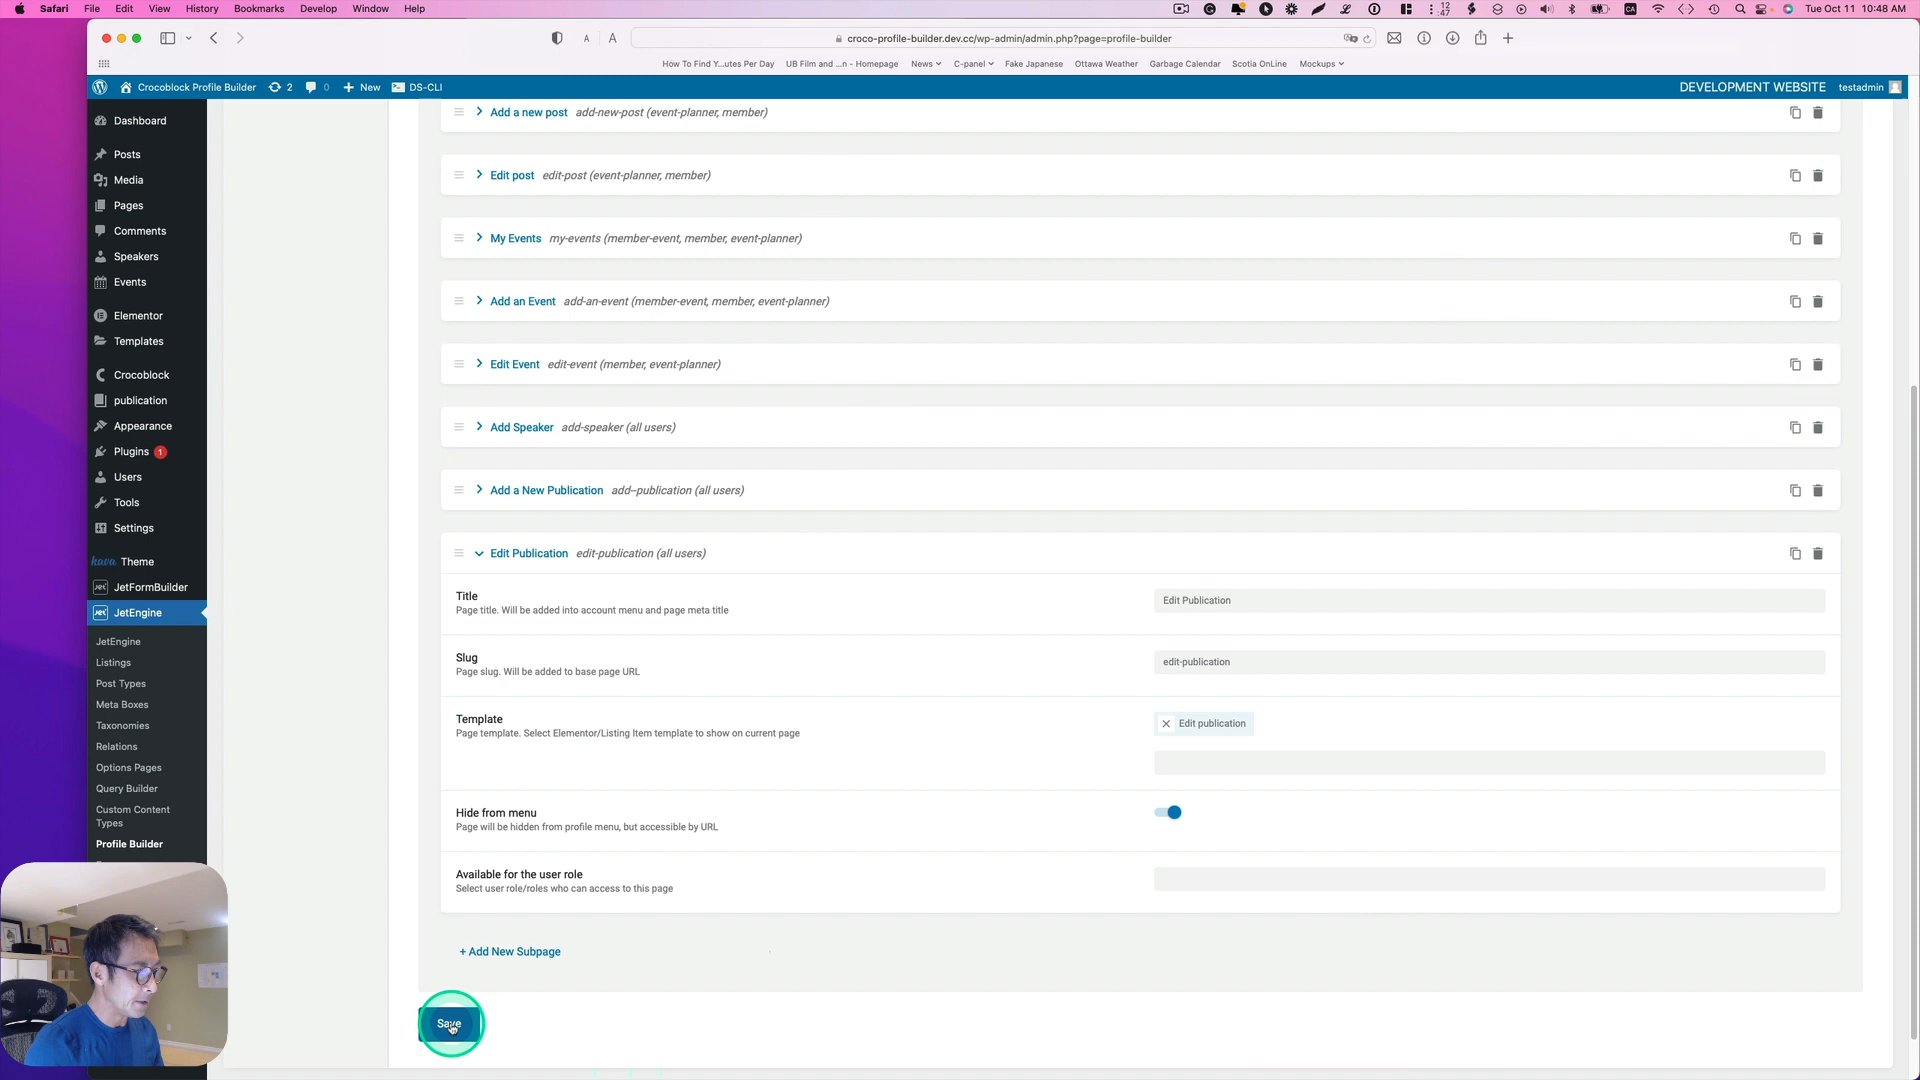 Safari File Edit View History Bookmarks Develop Window Help
12
:47
CA
Tue Oct 11 10:48 AM
A A
croco-profile-builder.dev.cc/wp-admin/admin.php?page=profile-builder
How To Find Y...utes Per Day UB Film and ...n - Homepage News C-panel Fake Japanese Ottawa Weather Garbage Calendar Scotia OnLine Mockups
Crocoblock Profile Builder 2 0 New DS-CLI DEVELOPMENT WEBSITE testadmin
Dashboard
Posts
Media
Pages
Comments
Speakers
Events
Elementor
Templates
Crocoblock
publication
Appearance
Plugins 1
Users
Tools
Settings
kava Theme
JetFormBuilder
JetEngine
JetEngine
Listings
Post Types
Meta Boxes
Taxonomies
Relations
Options Pages
Query Builder
Custom Content
Types
Profile Builder
Add a new post add-new-post (event-planner, member)
Edit post edit-post (event-planner, member)
My Events my-events (member-event, member, event-planner)
Add an Event add-an-event (member-event, member, event-planner)
Edit Event edit-event (member, event-planner)
Add Speaker add-speaker (all users)
Add a New Publication add--publication (all users)
Edit Publication edit-publication (all users)
Title
Page title. Will be added into account menu and page meta title
Edit Publication
Slug
Page slug. Will be added to base page URL
edit-publication
Template
Page template. Select Elementor/Listing Item template to show on current page
Edit publication
Hide from menu
Page will be hidden from profile menu, but accessible by URL
Available for the user role
Select user role/roles who can access to this page
+ Add New Subpage
Save